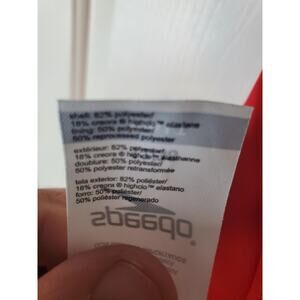 shell: 82% polyester/
18% creora ® highclo™ elastane
lining: 50% polyester/
50% reprocessed polyester
extérieur: 82% polyester/
18% creora ® highclo™ élasthanne
doublure: 50% polyester/
50% polyester retransformée
tela exterior: 82% poliéster/
18% creora ® highclo™ elastano
forro: 50% poliéster/
50% poliéster regenerado
speedo